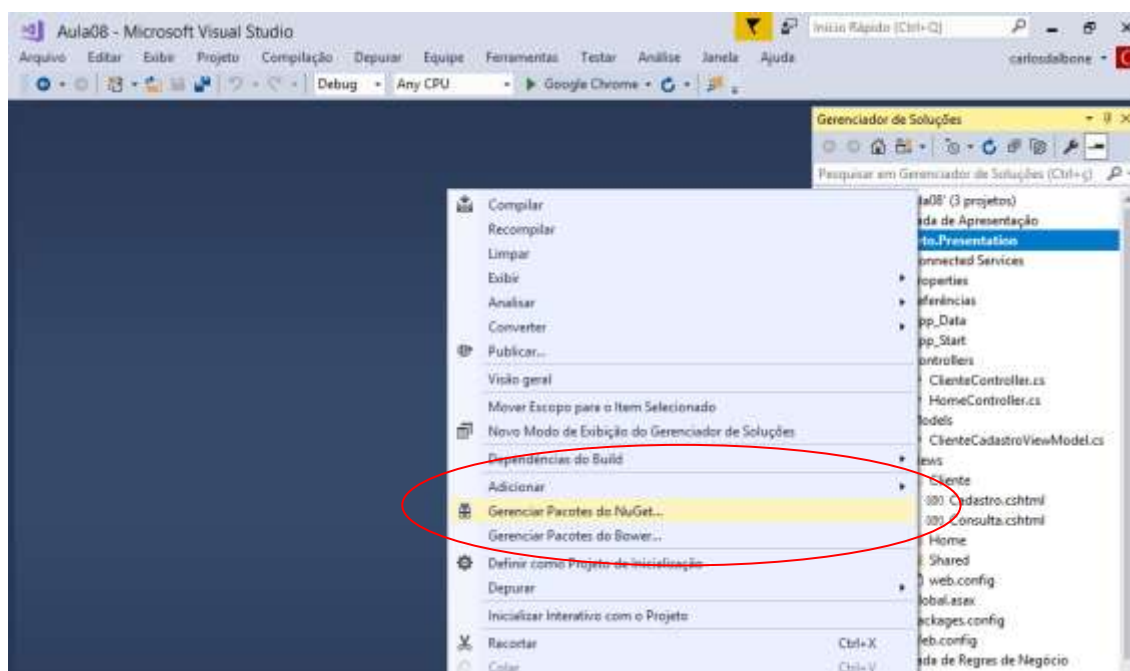 Aula08 - Microsoft Visual Studio
Início Rápido (Ctrl+Q)
Arquivo Editar Exibir Projeto Compilação Depurar Equipe Ferramentas Testar Análise Janela Ajuda
carlosdalbone
Debug Any CPU Google Chrome
Gerenciador de Soluções
Pesquisar em Gerenciador de Soluções (Ctrl+ç)
(3 projetos)
de Apresentação
Compilar
Recompilar
Limpar
Exibir
Analisar
Converter
Publicar...
Visão geral
Mover Escopo para o Item Selecionado
Novo Modo de Exibição do Gerenciador de Soluções
Dependências do Build
Adicionar
Gerenciar Pacotes do NuGet...
Gerenciar Pacotes do Bower...
Definir como Projeto de Inicialização
Depurar
Inicializar Interativo com o Projeto
Recortar Ctrl+X
Colar Ctrl+V
to.Presentation
onnected Services
roperties
eferências
pp_Data
pp_Start
ontrollers
ClienteController.cs
HomeController.cs
odels
ClienteCadastroViewModel.cs
ews
Cliente
Cadastro.cshtml
Consulta.cshtml
Home
Shared
web.config
lobal.asax
ackages.config
eb.config
da de Regras de Negócio